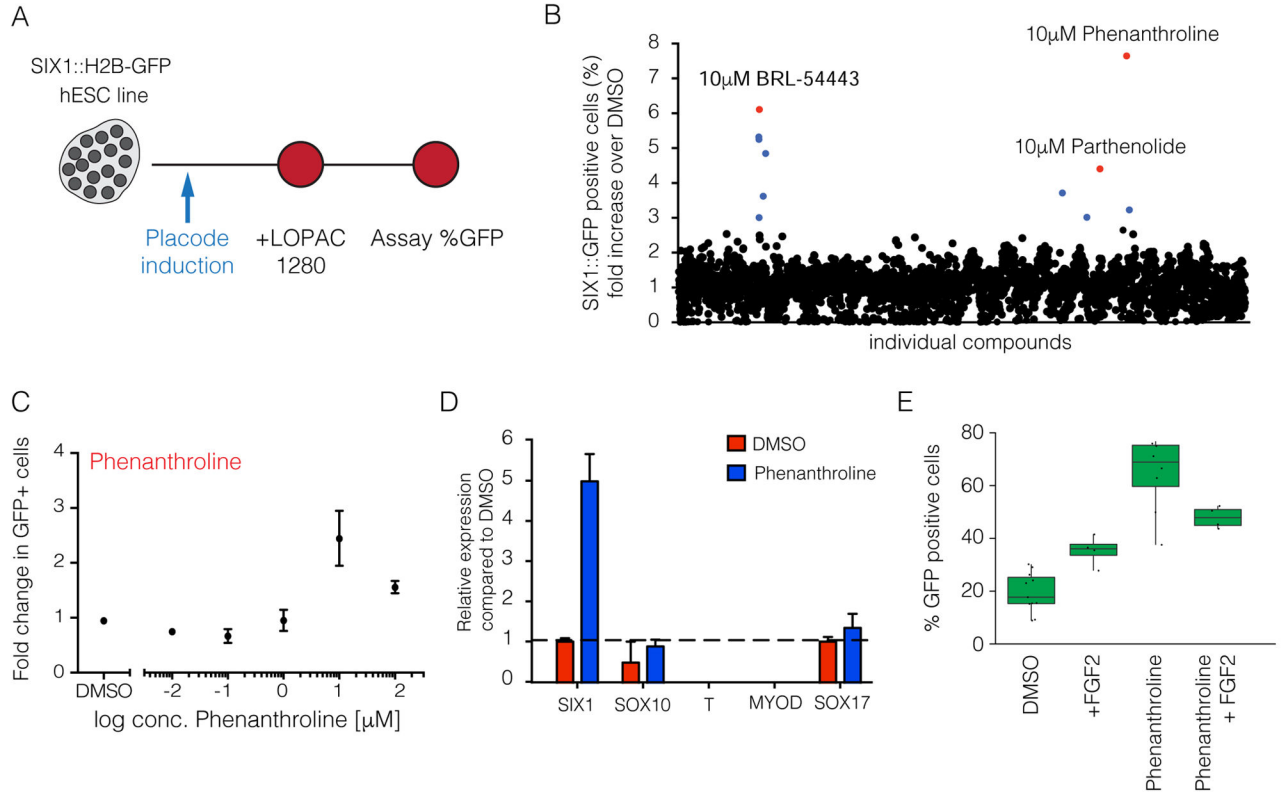 A
SIX1::H2B-GFP
hESC line
Placode
induction
+LOPAC
1280
Assay %GFP
B
SIX1::GFP positive cells (%)
fold increase over DMSO
8
7
6
5
4
3
2
1
0
10µM BRL-54443
10µM Phenanthroline
10µM Parthenolide
individual compounds
C
Fold change in GFP+ cells
4
3
2
1
0
Phenanthroline
DMSO
-2
-1
0
1
2
log conc. Phenanthroline [µM]
D
Relative expression
compared to DMSO
6
5
4
3
2
1
0
DMSO
Phenanthroline
SIX1
SOX10
T
MYOD
SOX17
E
% GFP positive cells
80
60
40
20
0
DMSO
+FGF2
Phenanthroline
Phenanthroline
+ FGF2